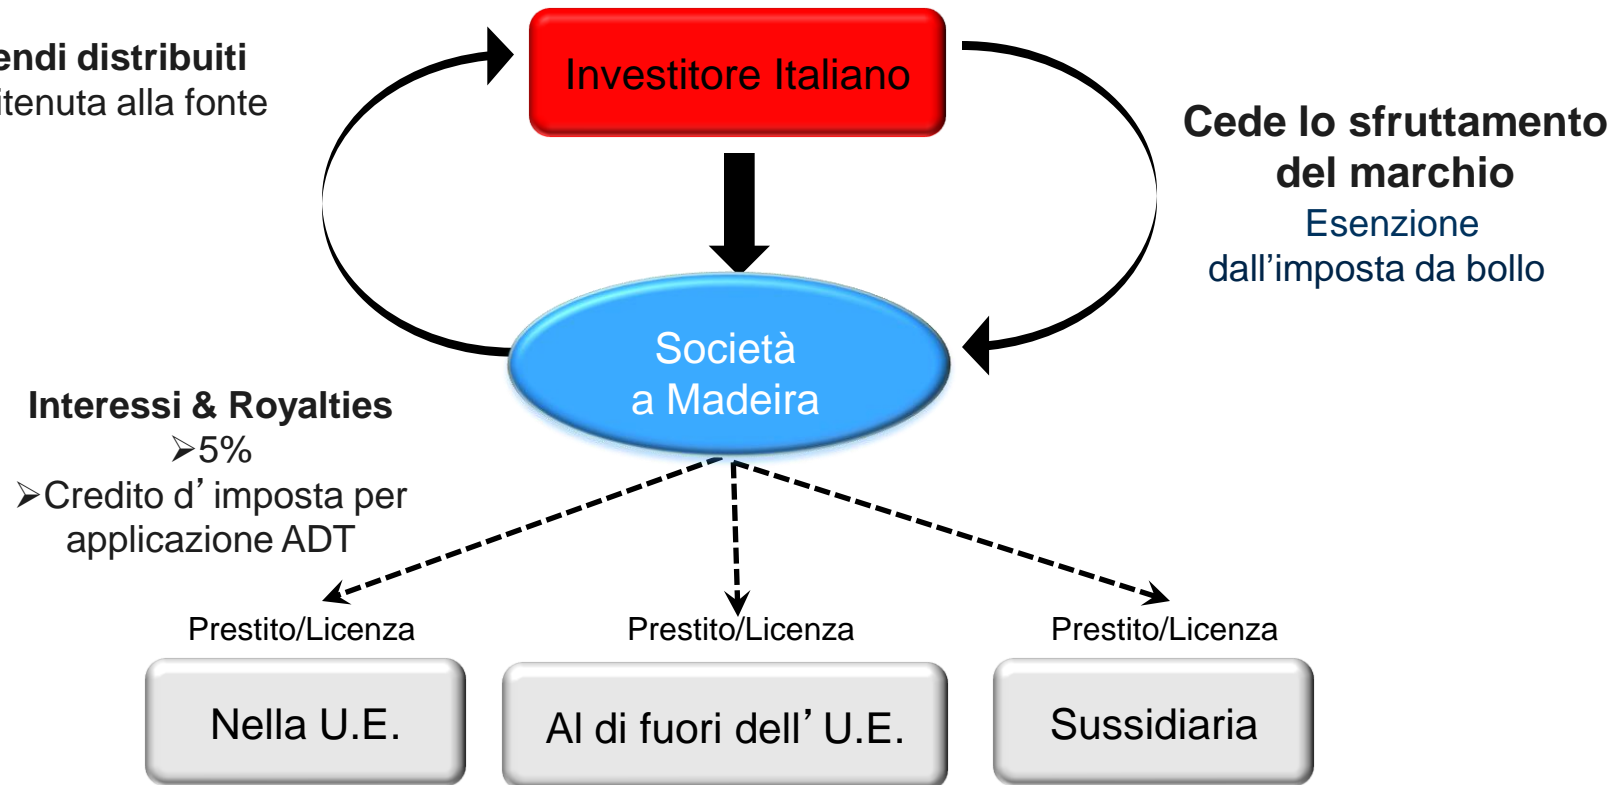 endi distribuiti
itenuta alla fonte
Investitore Italiano
Cede lo sfruttamento
del marchio
Esenzione
dall’imposta da bollo
Società
a Madeira
Interessi & Royalties
➢5%
➢Credito d’ imposta per
applicazione ADT
Prestito/Licenza
Prestito/Licenza
Prestito/Licenza
Nella U.E.
Al di fuori dell’ U.E.
Sussidiaria